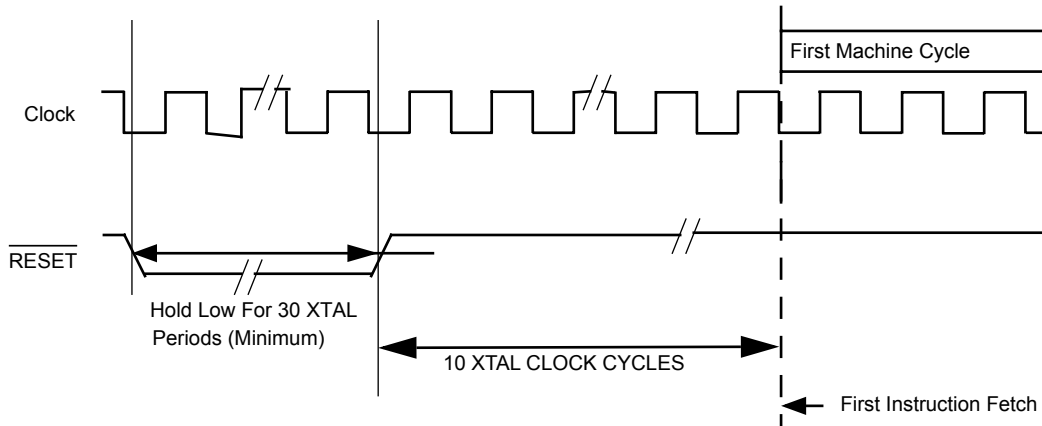 First Machine Cycle
Clock
RESET
Hold Low For 30 XTAL
Periods (Minimum)
10 XTAL CLOCK CYCLES
First Instruction Fetch